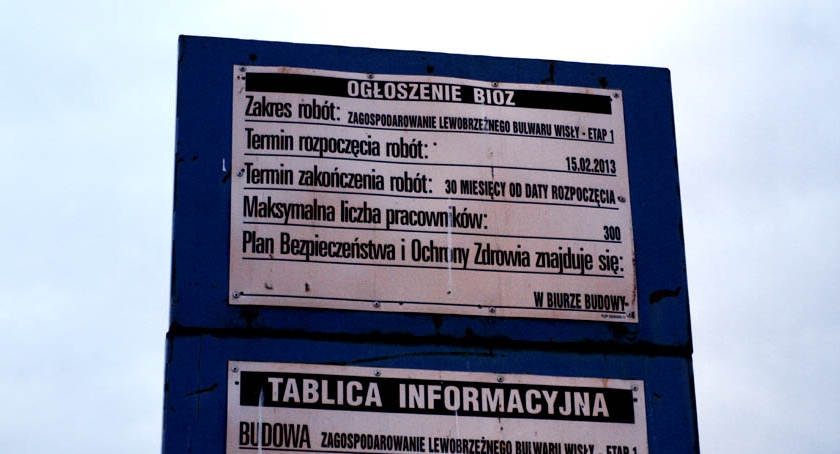 OGŁOSZENIE BIOZ
Zakres robót: ZAGOSPODAROWANIE LEWOBRZEŻNEGO BULWARU WISŁY - ETAP 1
Termin rozpoczęcia robót: 15.02.2013
Termin zakończenia robót: 30 MIESIĘCY OD DATY ROZPOCZĘCIA
Maksymalna liczba pracowników: 300
Plan Bezpieczeństwa i Ochrony Zdrowia znajduje się:
W BIURZE BUDOWY
TABLICA INFORMACYJNA
BUDOWA ZAGOSPODAROWANIE LEWOBRZEŻNEGO BULWARU WISŁY - ETAP 1